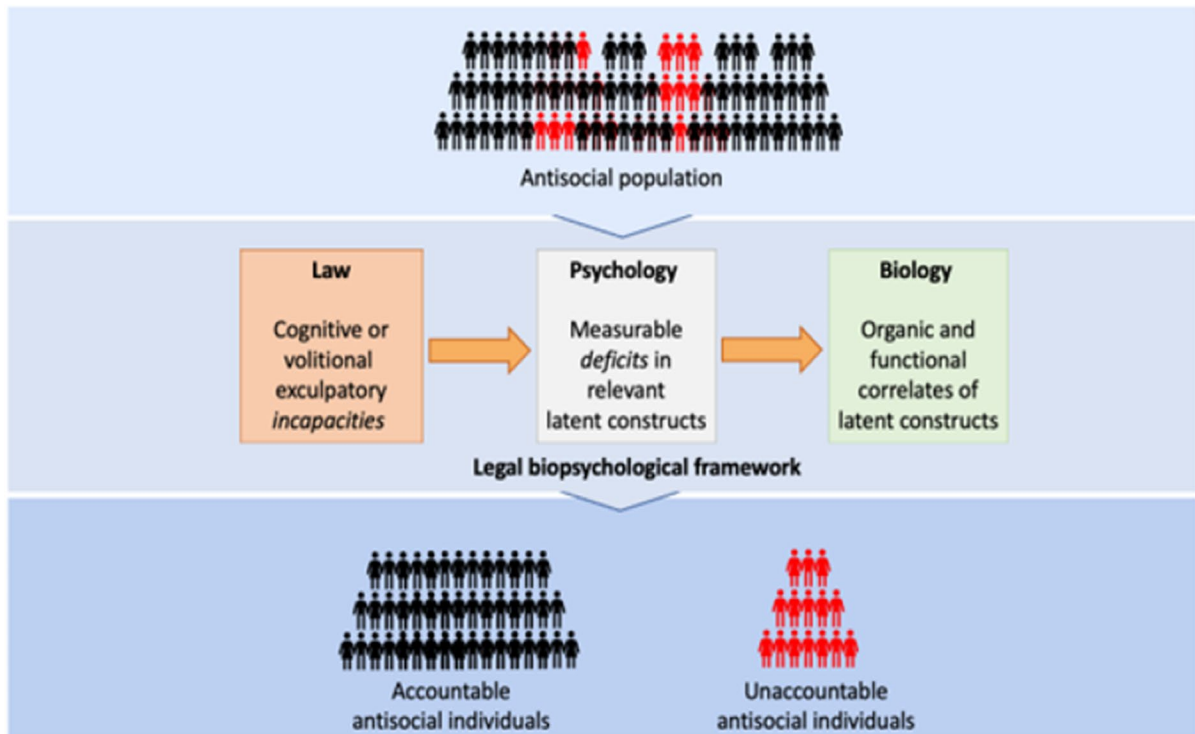 Antisocial population
Law
Cognitive or
volitional
exculpatory
incapacities
Psychology
Measurable
deficits in
relevant
latent constructs
Biology
Organic and
functional
correlates of
latent constructs
Legal biopsychological framework
Accountable
antisocial individuals
Unaccountable
antisocial individuals